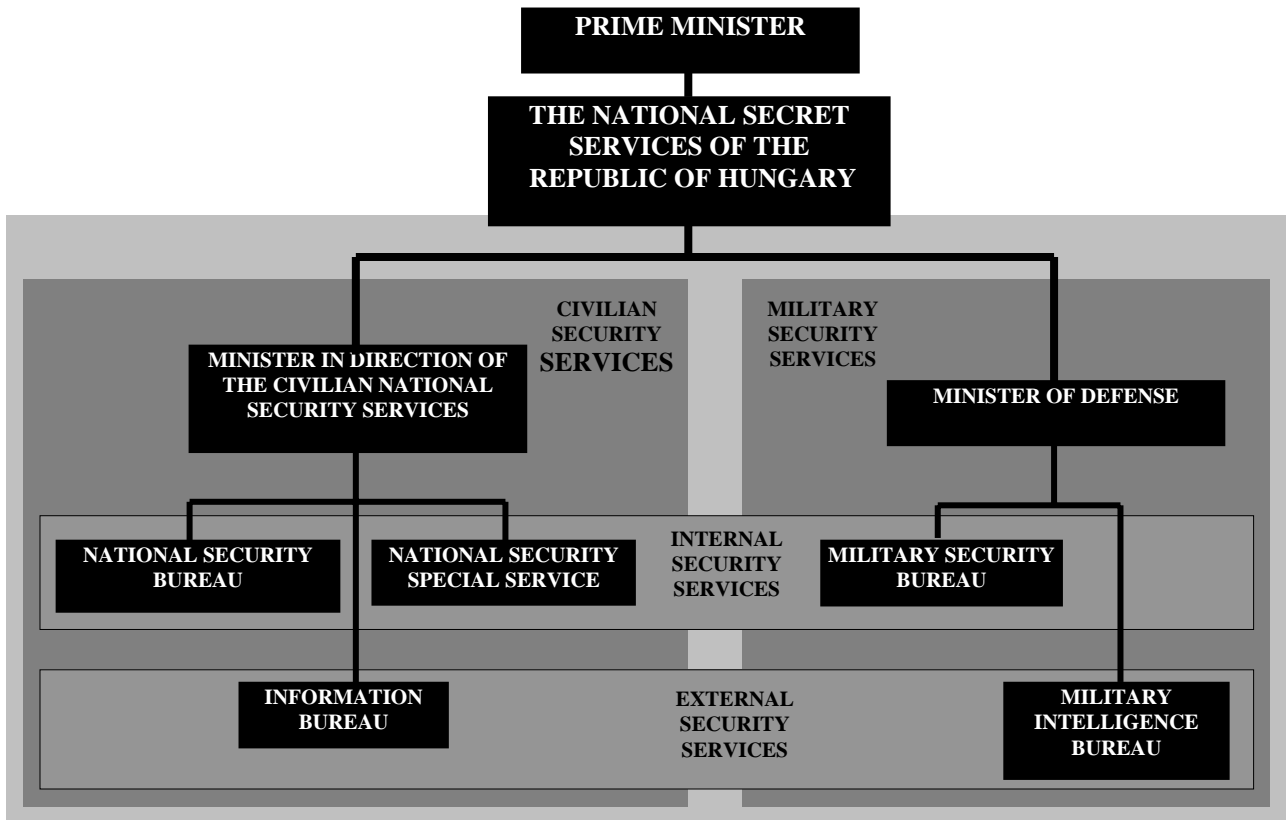 PRIME MINISTER
THE NATIONAL SECRET
SERVICES OF THE
REPUBLIC OF HUNGARY
CIVILIAN
SECURITY
SERVICES
MILITARY
SECURITY
SERVICES
MINISTER IN DIRECTION OF
THE CIVILIAN NATIONAL
SECURITY SERVICES
MINISTER OF DEFENSE
NATIONAL SECURITY
BUREAU
NATIONAL SECURITY
SPECIAL SERVICE
INTERNAL
SECURITY
SERVICES
MILITARY SECURITY
BUREAU
INFORMATION
BUREAU
EXTERNAL
SECURITY
SERVICES
MILITARY
INTELLIGENCE
BUREAU